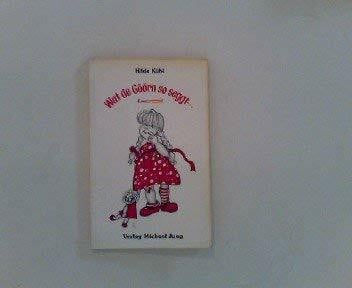 Hilde Kühl
Wat de Göörn so seggt
Verlag Michael Jung